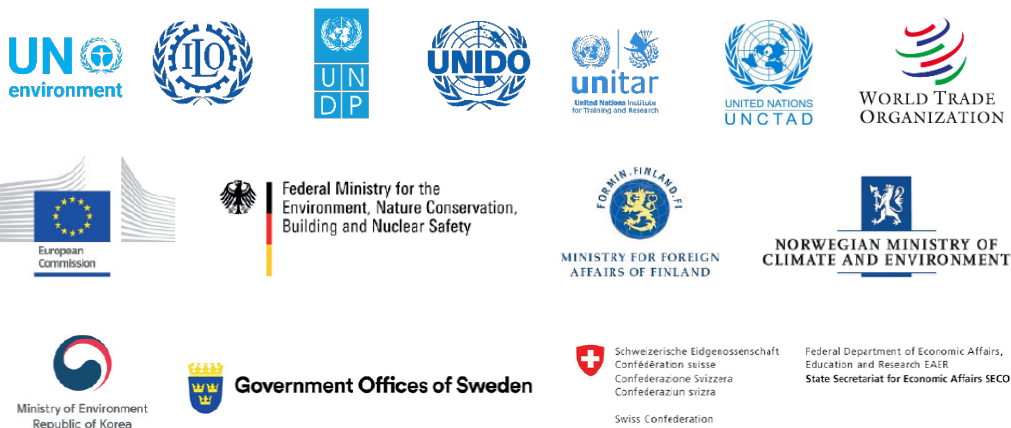 UN
environment
ILO
UN
DP
UNIDO
unitar
United Nations Institute
for Training and Research
UNITED NATIONS
UNCTAD
WORLD TRADE
ORGANIZATION
European
Commission
Federal Ministry for the
Environment, Nature Conservation,
Building and Nuclear Safety
FORMIN.FINLAND.FI
MINISTRY FOR FOREIGN
AFFAIRS OF FINLAND
NORWEGIAN MINISTRY OF
CLIMATE AND ENVIRONMENT
Ministry of Environment
Republic of Korea
Government Offices of Sweden
Schweizerische Eidgenossenschaft
Confédération suisse
Confederazione Svizzera
Confederaziun svizra
Swiss Confederation
Federal Department of Economic Affairs,
Education and Research EAER
State Secretariat for Economic Affairs SECO